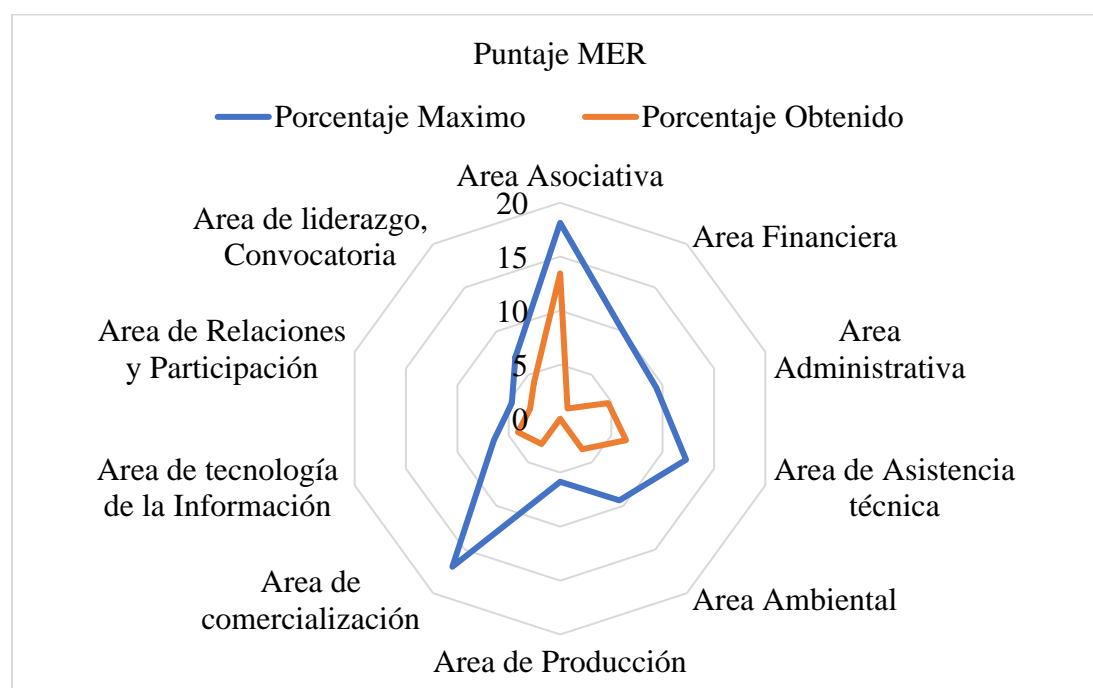 Puntaje MER
Porcentaje Maximo
Porcentaje Obtenido
Area Asociativa
Area Financiera
Area
Administrativa
Area de Asistencia
técnica
Area Ambiental
Area de Producción
Area de
comercialización
Area de tecnología
de la Información
Area de Relaciones
y Participación
Area de liderazgo,
Convocatoria
20
15
10
5
0